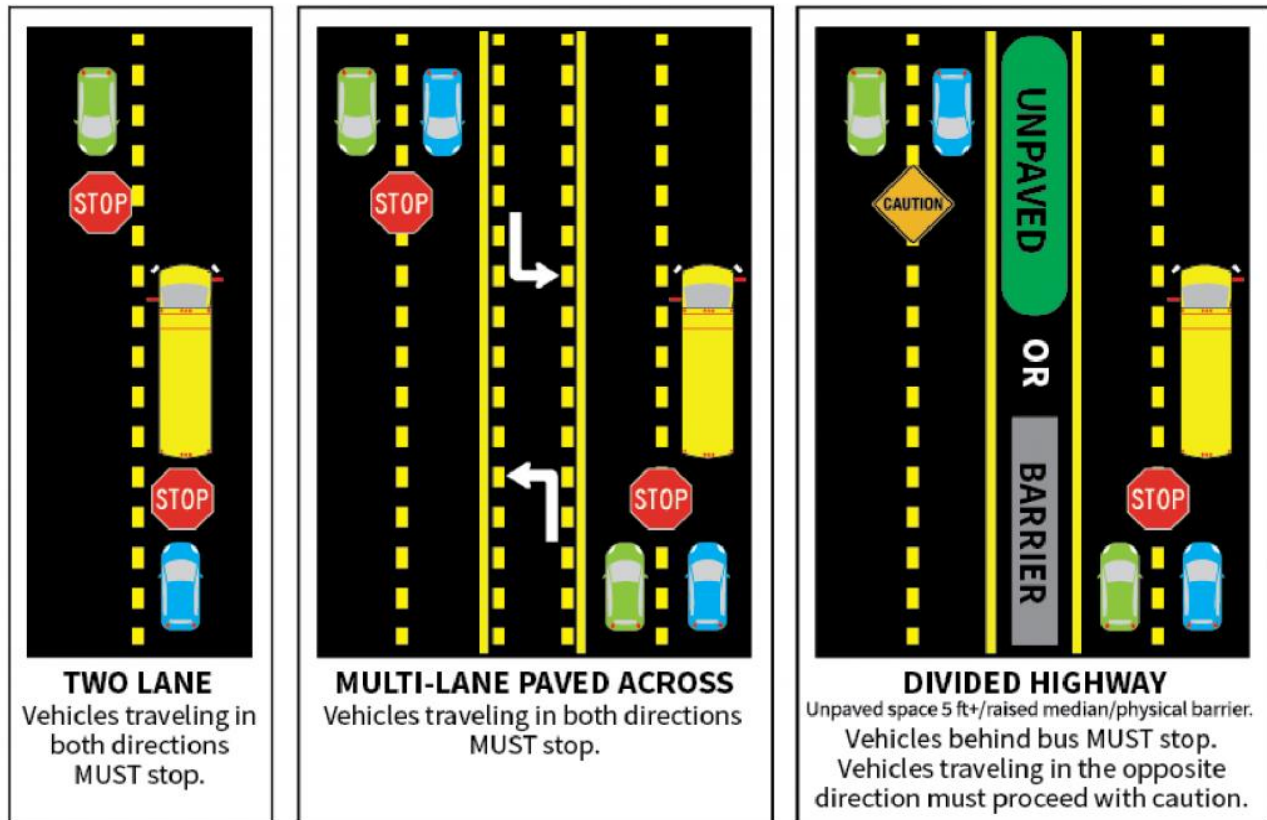 STOP
STOP
TWO LANE
Vehicles traveling in
both directions
MUST stop.
STOP
STOP
MULTI-LANE PAVED ACROSS
Vehicles traveling in both directions
MUST stop.
CAUTION
UNPAVED
OR
BARRIER
STOP
DIVIDED HIGHWAY
Unpaved space 5 ft+/raised median/physical barrier.
Vehicles behind bus MUST stop.
Vehicles traveling in the opposite
direction must proceed with caution.